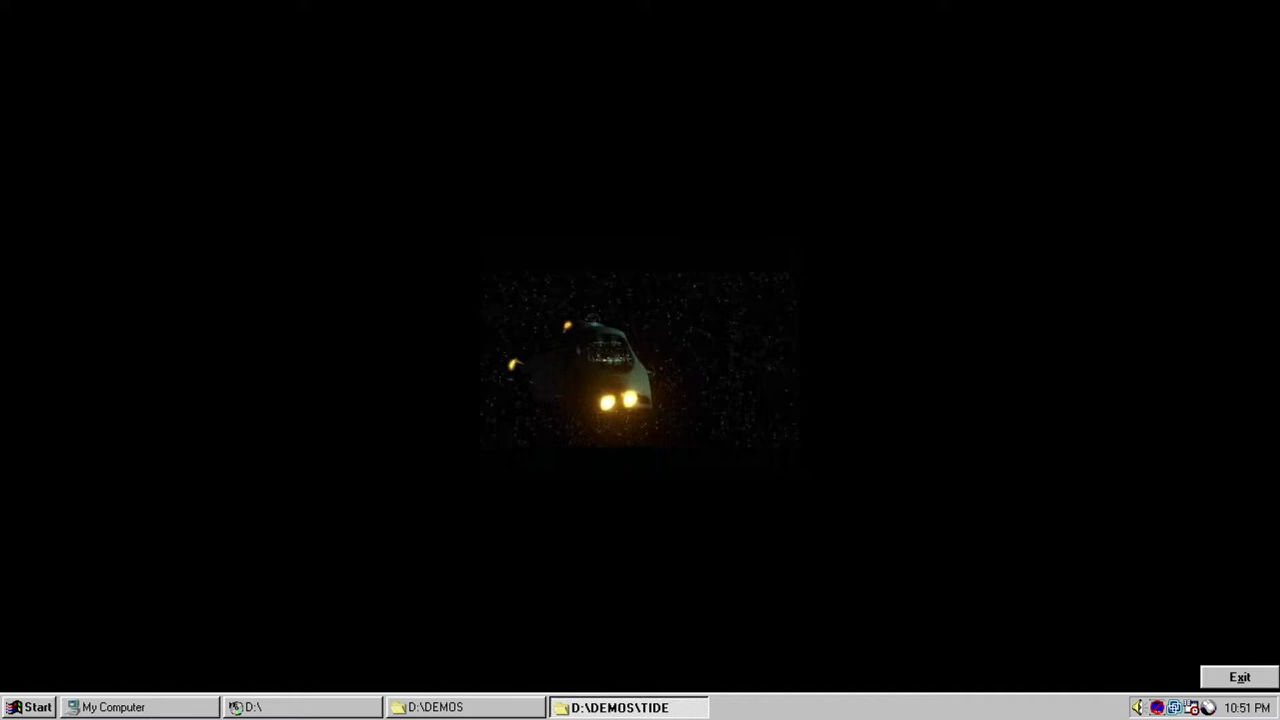 Exit
Start
My Computer
D:\
D:\DEMOS
D:\DEMOS\TIDE
10:51 PM